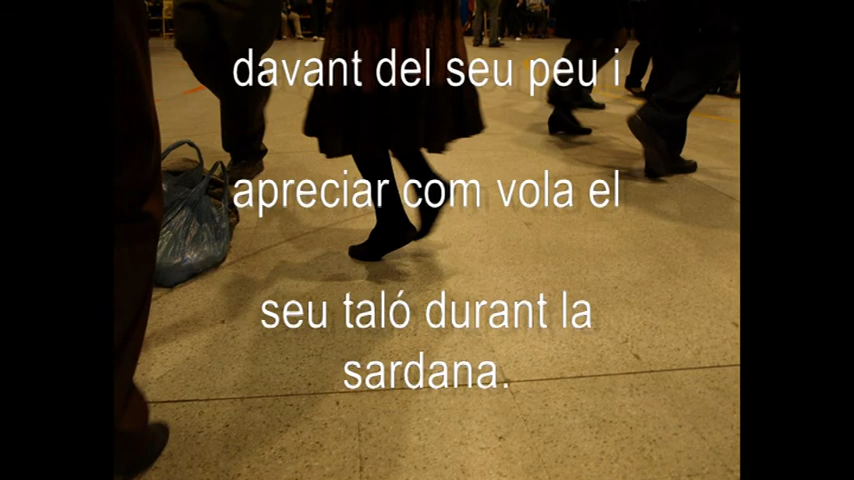 davant del seu peu i
apreciar com vola el
seu taló durant la
sardana.